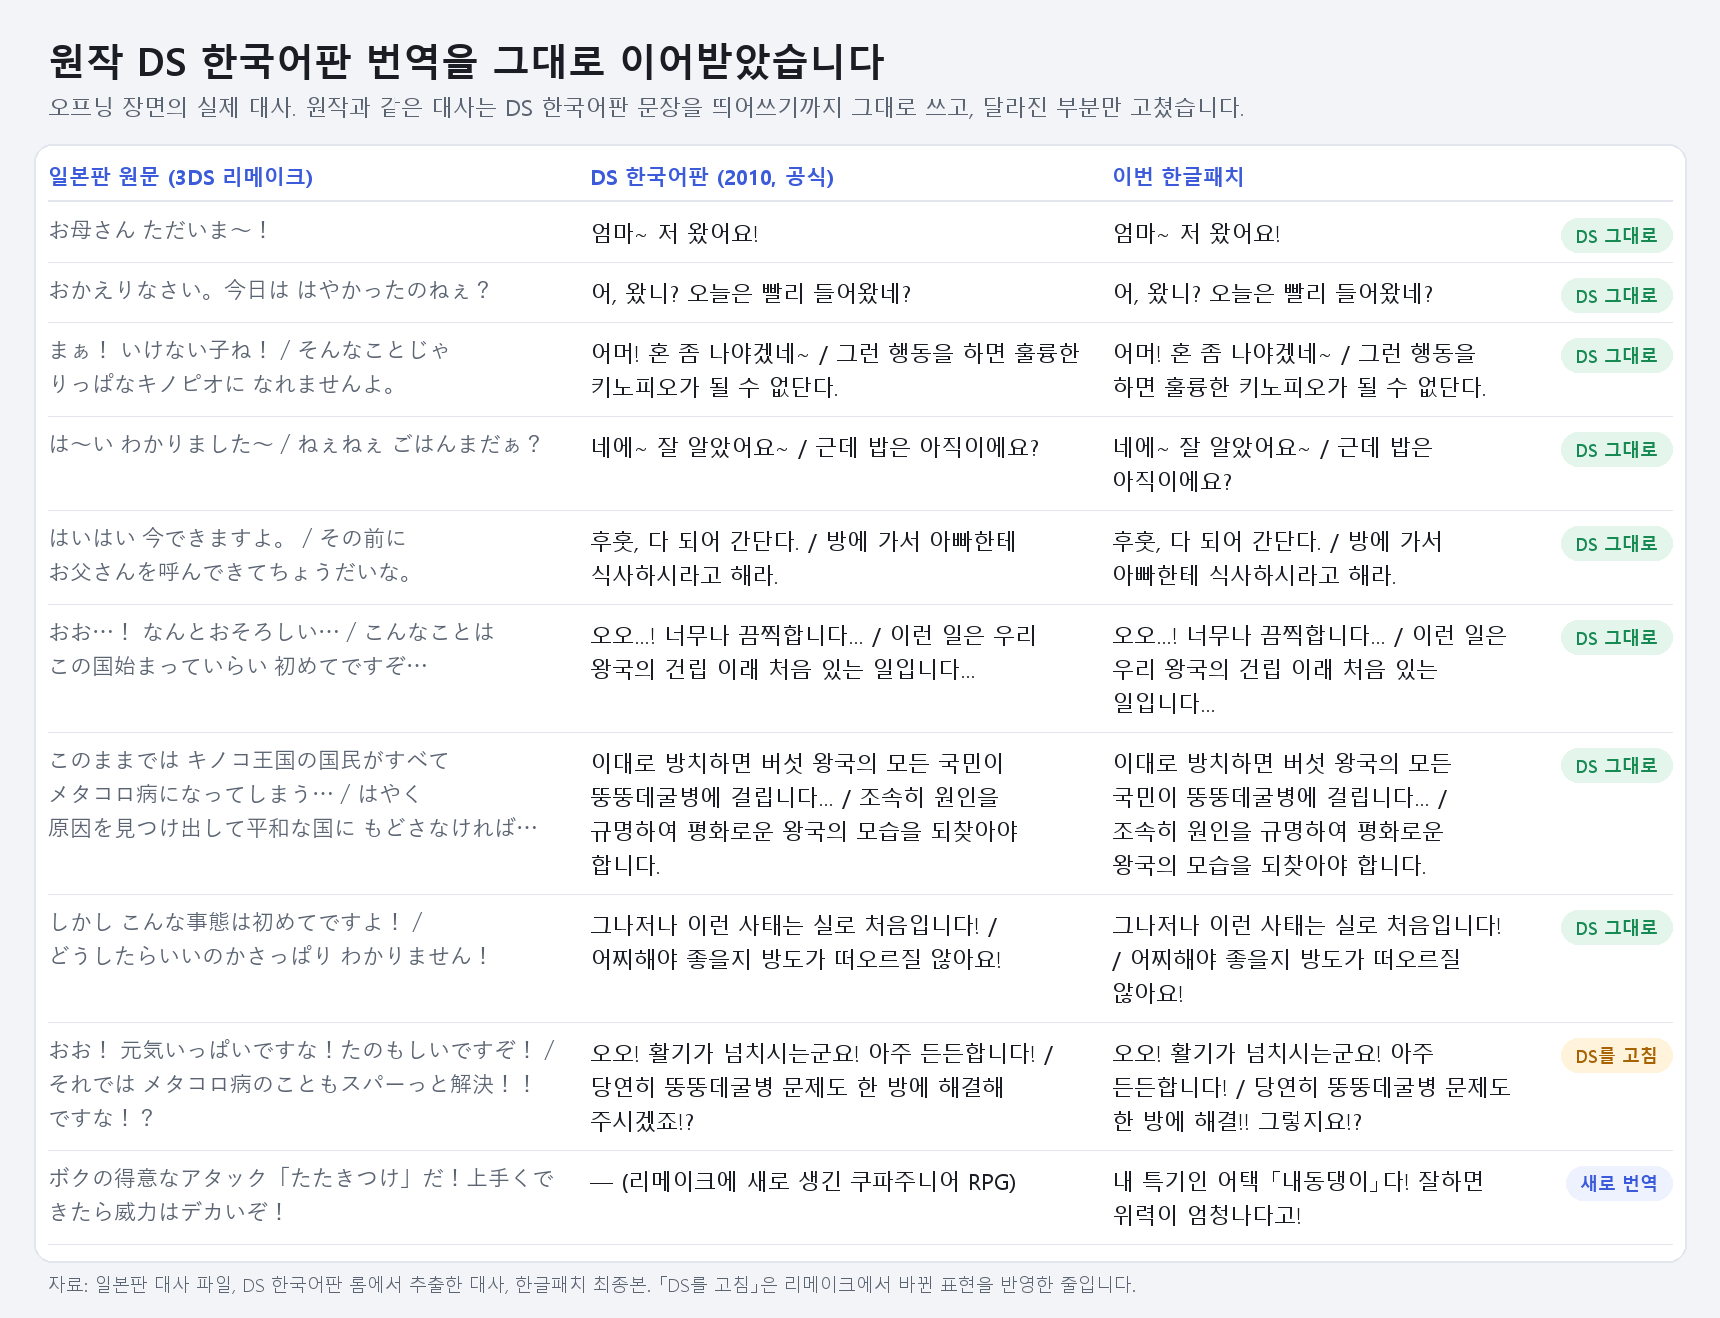 원작 DS 한국어판 번역을 그대로 이어받았습니다
오프닝 장면의 실제 대사. 원작과 같은 대사는 DS 한국어판 문장을 띄어쓰기까지 그대로 쓰고, 달라진 부분만 고쳤습니다.
일본판 원문 (3DS 리메이크)
DS 한국어판 (2010, 공식)
이번 한글패치
お母さん ただいま〜！
엄마~ 저 왔어요!
엄마~ 저 왔어요!
DS 그대로
おかえりなさい。今日は はやかったのねぇ？
어, 왔니? 오늘은 빨리 들어왔네?
어, 왔니? 오늘은 빨리 들어왔네?
DS 그대로
まぁ！ いけない子ね！ / そんなことじゃ
りっぱなキノピオに なれませんよ。
어머! 혼 좀 나야겠네~ / 그런 행동을 하면 훌륭한
키노피오가 될 수 없단다.
어머! 혼 좀 나야겠네~ / 그런 행동을
하면 훌륭한 키노피오가 될 수 없단다.
DS 그대로
は〜い わかりました〜 / ねぇねぇ ごはんまだぁ？
네에~ 잘 알았어요~ / 근데 밥은 아직이에요?
네에~ 잘 알았어요~ / 근데 밥은
아직이에요?
DS 그대로
はいはい 今できますよ。 / その前に
お父さんを呼んできてちょうだいな。
후훗, 다 되어 간단다. / 방에 가서 아빠한테
식사하시라고 해라.
후훗, 다 되어 간단다. / 방에 가서
아빠한테 식사하시라고 해라.
DS 그대로
おお…！ なんとおそろしい… / こんなことは
この国始まっていらい 初めてですぞ…
오오...! 너무나 끔찍합니다... / 이런 일은 우리
왕국의 건립 이래 처음 있는 일입니다...
오오...! 너무나 끔찍합니다... / 이런 일은
우리 왕국의 건립 이래 처음 있는
일입니다...
DS 그대로
このままでは キノコ王国の国民がすべて
メタコロ病になってしまう… / はやく
原因を見つけ出して平和な国に もどさなければ…
이대로 방치하면 버섯 왕국의 모든 국민이
뚱뚱데굴병에 걸립니다... / 조속히 원인을
규명하여 평화로운 왕국의 모습을 되찾아야
합니다.
이대로 방치하면 버섯 왕국의 모든
국민이 뚱뚱데굴병에 걸립니다... /
조속히 원인을 규명하여 평화로운
왕국의 모습을 되찾아야 합니다.
DS 그대로
しかし こんな事態は初めてですよ！ /
どうしたらいいのかさっぱり わかりません！
그나저나 이런 사태는 실로 처음입니다! /
어찌해야 좋을지 방도가 떠오르질 않아요!
그나저나 이런 사태는 실로 처음입니다!
/ 어찌해야 좋을지 방도가 떠오르질
않아요!
DS 그대로
おお！ 元気いっぱいですな！たのもしいですぞ！ /
それでは メタコロ病のこともスパーっと解決！！
ですな！？
오오! 활기가 넘치시는군요! 아주 든든합니다! /
당연히 뚱뚱데굴병 문제도 한 방에 해결해
주시겠죠!?
오오! 활기가 넘치시는군요! 아주
든든합니다! / 당연히 뚱뚱데굴병 문제도
한 방에 해결!! 그렇지요!?
DS를 고침
ボクの得意なアタック「たたきつけ」だ！上手くで
きたら威力はデカいぞ！
— (리메이크에 새로 생긴 쿠파주니어 RPG)
내 특기인 어택 「내동댕이」다! 잘하면
위력이 엄청나다고!
새로 번역
자료: 일본판 대사 파일, DS 한국어판 롬에서 추출한 대사, 한글패치 최종본. 「DS를 고침」은 리메이크에서 바뀐 표현을 반영한 줄입니다.